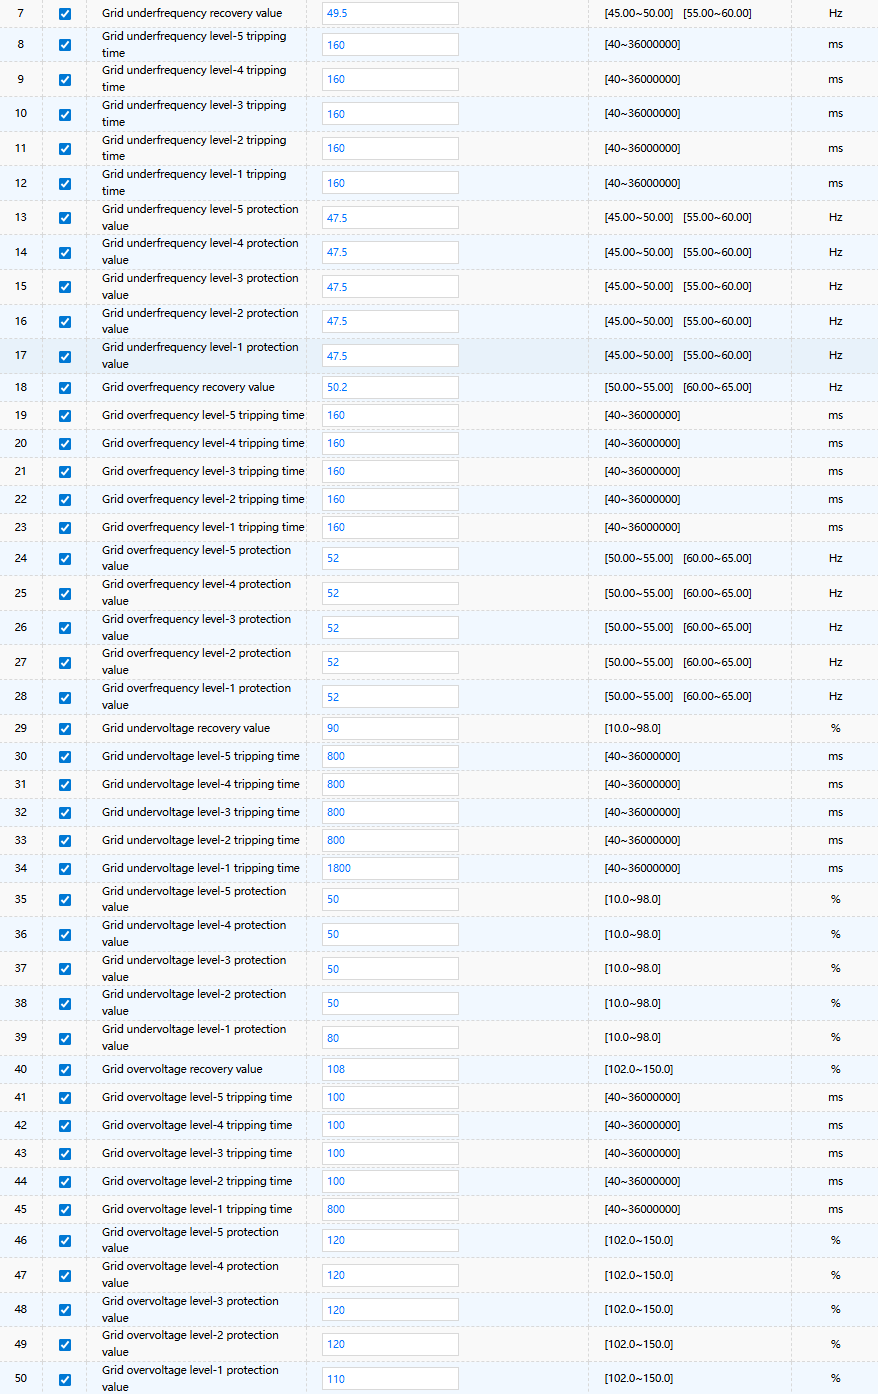 7 Grid underfrequency recovery value 49.5 [45.00~50.00] [55.00~60.00] Hz
8 Grid underfrequency level-5 tripping time 160 [40~36000000] ms
9 Grid underfrequency level-4 tripping time 160 [40~36000000] ms
10 Grid underfrequency level-3 tripping time 160 [40~36000000] ms
11 Grid underfrequency level-2 tripping time 160 [40~36000000] ms
12 Grid underfrequency level-1 tripping time 160 [40~36000000] ms
13 Grid underfrequency level-5 protection value 47.5 [45.00~50.00] [55.00~60.00] Hz
14 Grid underfrequency level-4 protection value 47.5 [45.00~50.00] [55.00~60.00] Hz
15 Grid underfrequency level-3 protection value 47.5 [45.00~50.00] [55.00~60.00] Hz
16 Grid underfrequency level-2 protection value 47.5 [45.00~50.00] [55.00~60.00] Hz
17 Grid underfrequency level-1 protection value 47.5 [45.00~50.00] [55.00~60.00] Hz
18 Grid overfrequency recovery value 50.2 [50.00~55.00] [60.00~65.00] Hz
19 Grid overfrequency level-5 tripping time 160 [40~36000000] ms
20 Grid overfrequency level-4 tripping time 160 [40~36000000] ms
21 Grid overfrequency level-3 tripping time 160 [40~36000000] ms
22 Grid overfrequency level-2 tripping time 160 [40~36000000] ms
23 Grid overfrequency level-1 tripping time 160 [40~36000000] ms
24 Grid overfrequency level-5 protection value 52 [50.00~55.00] [60.00~65.00] Hz
25 Grid overfrequency level-4 protection value 52 [50.00~55.00] [60.00~65.00] Hz
26 Grid overfrequency level-3 protection value 52 [50.00~55.00] [60.00~65.00] Hz
27 Grid overfrequency level-2 protection value 52 [50.00~55.00] [60.00~65.00] Hz
28 Grid overfrequency level-1 protection value 52 [50.00~55.00] [60.00~65.00] Hz
29 Grid undervoltage recovery value 90 [10.0~98.0] %
30 Grid undervoltage level-5 tripping time 800 [40~36000000] ms
31 Grid undervoltage level-4 tripping time 800 [40~36000000] ms
32 Grid undervoltage level-3 tripping time 800 [40~36000000] ms
33 Grid undervoltage level-2 tripping time 800 [40~36000000] ms
34 Grid undervoltage level-1 tripping time 1800 [40~36000000] ms
35 Grid undervoltage level-5 protection value 50 [10.0~98.0] %
36 Grid undervoltage level-4 protection value 50 [10.0~98.0] %
37 Grid undervoltage level-3 protection value 50 [10.0~98.0] %
38 Grid undervoltage level-2 protection value 50 [10.0~98.0] %
39 Grid undervoltage level-1 protection value 80 [10.0~98.0] %
40 Grid overvoltage recovery value 108 [102.0~150.0] %
41 Grid overvoltage level-5 tripping time 100 [40~36000000] ms
42 Grid overvoltage level-4 tripping time 100 [40~36000000] ms
43 Grid overvoltage level-3 tripping time 100 [40~36000000] ms
44 Grid overvoltage level-2 tripping time 100 [40~36000000] ms
45 Grid overvoltage level-1 tripping time 800 [40~36000000] ms
46 Grid overvoltage level-5 protection value 120 [102.0~150.0] %
47 Grid overvoltage level-4 protection value 120 [102.0~150.0] %
48 Grid overvoltage level-3 protection value 120 [102.0~150.0] %
49 Grid overvoltage level-2 protection value 120 [102.0~150.0] %
50 Grid overvoltage level-1 protection value 110 [102.0~150.0] %